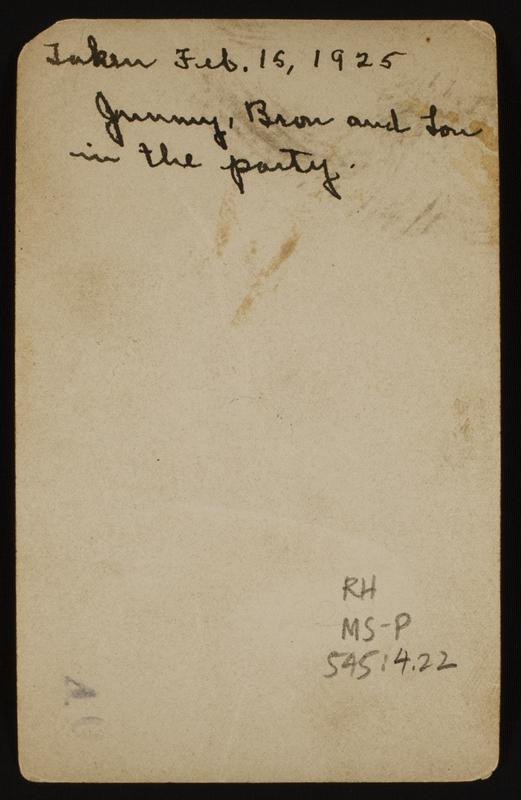 Taken Feb. 15, 1925
Jimmy, Bron and Lou
in the party.
RH
MS-P
545:4.22